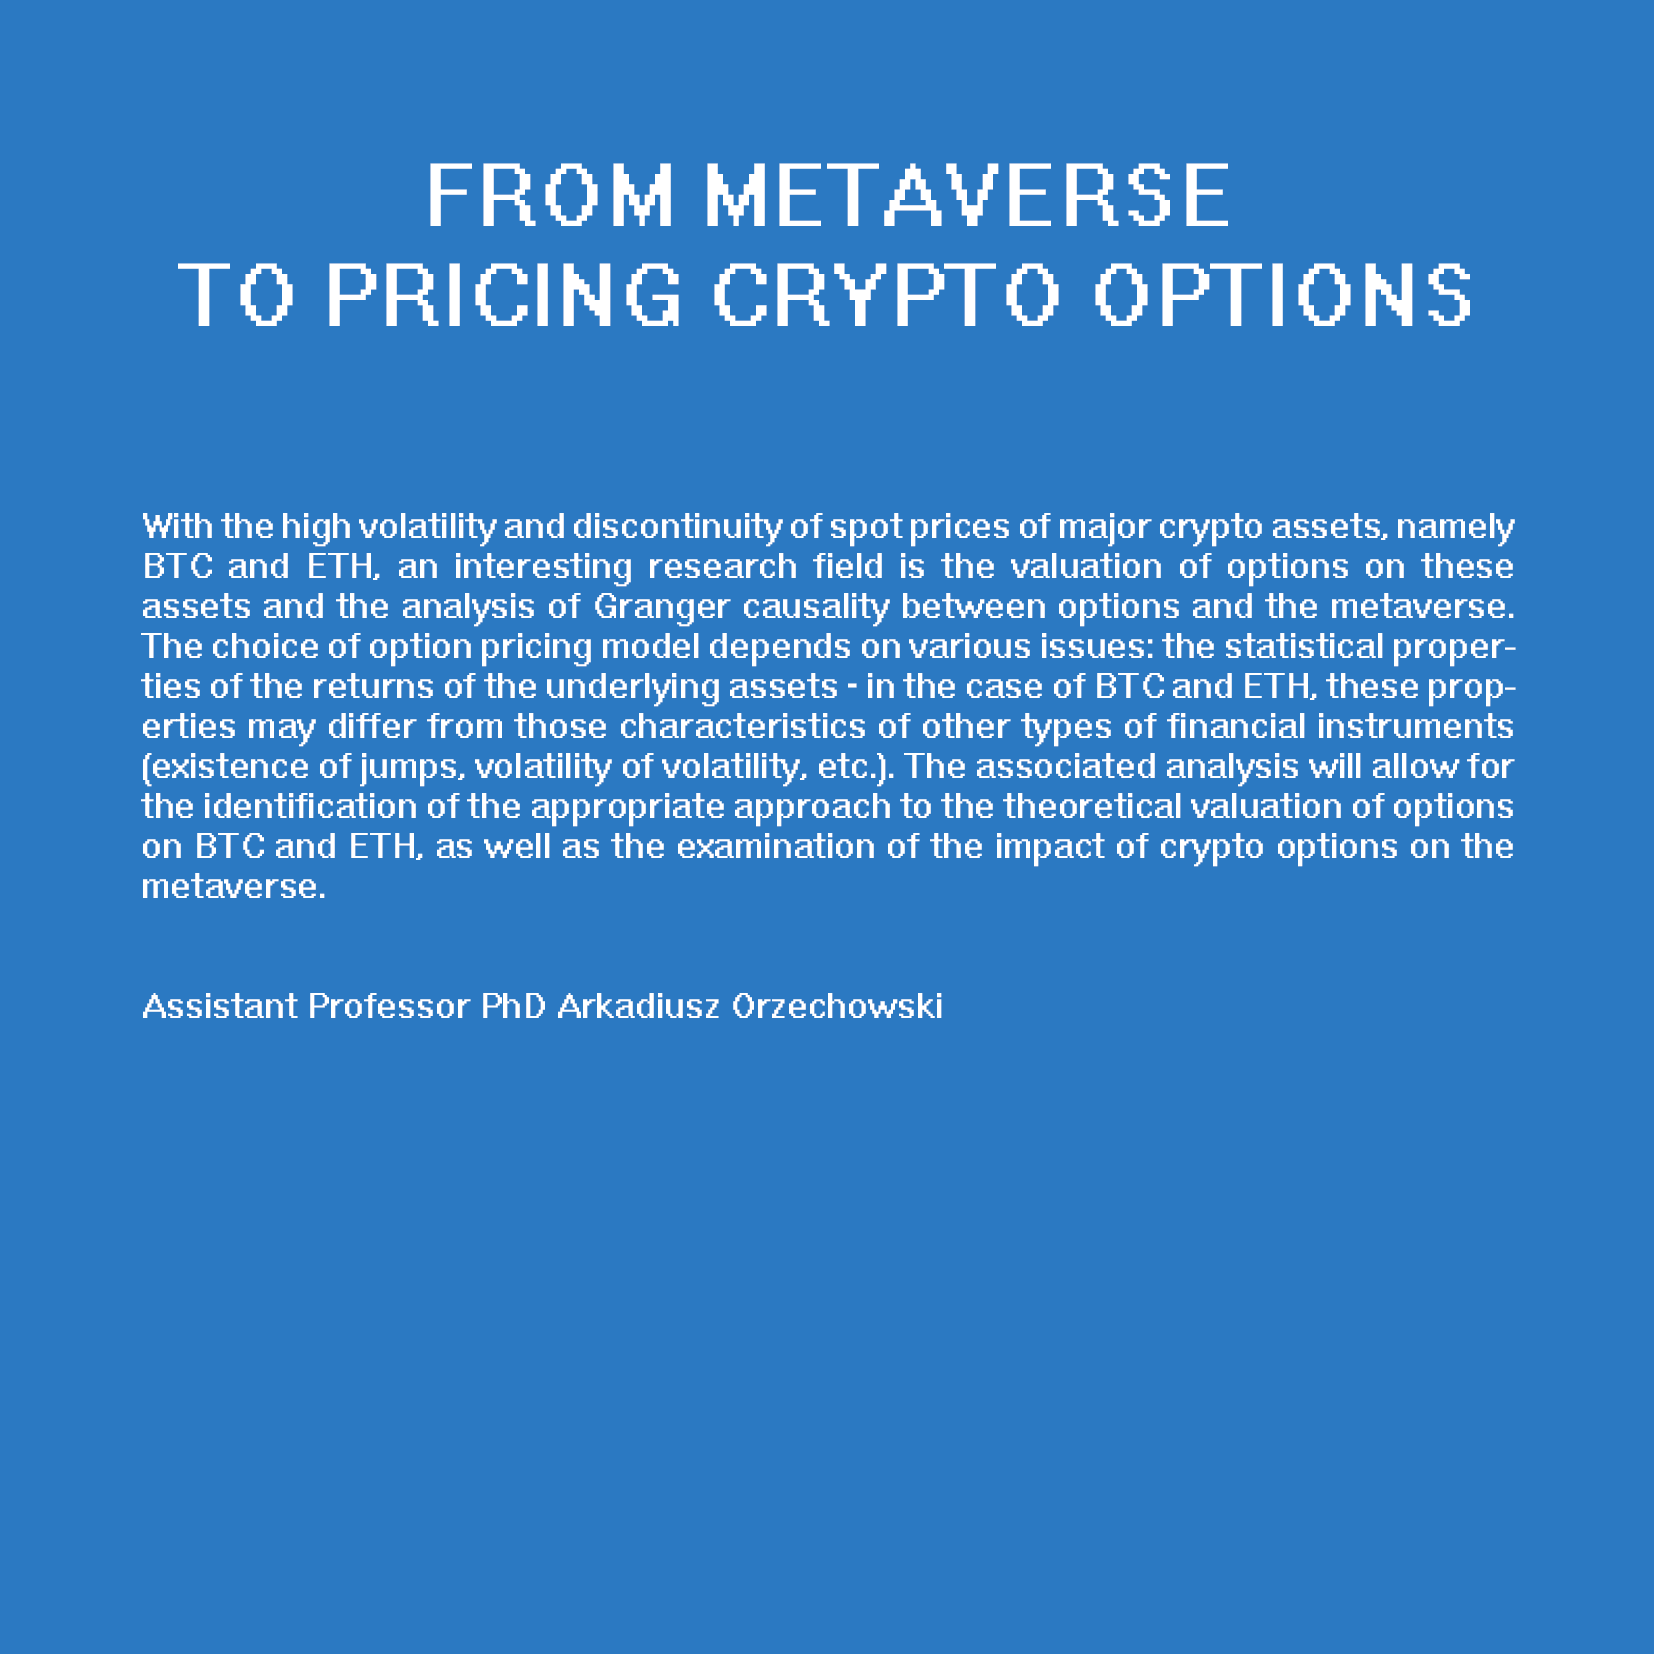 FROM METAVERSE
TO PRICING CRYPTO OPTIONS
With the high volatility and discontinuity of spot prices of major crypto assets, namely
BTC and ETH, an interesting research field is the valuation of options on these
assets and the analysis of Granger causality between options and the metaverse.
The choice of option pricing model depends on various issues: the statistical proper-
ties of the returns of the underlying assets - in the case of BTC and ETH, these prop-
erties may differ from those characteristics of other types of financial instruments
(existence of jumps, volatility of volatility, etc.). The associated analysis will allow for
the identification of the appropriate approach to the theoretical valuation of options
on BTC and ETH, as well as the examination of the impact of crypto options on the
metaverse.
Assistant Professor PhD Arkadiusz Orzechowski